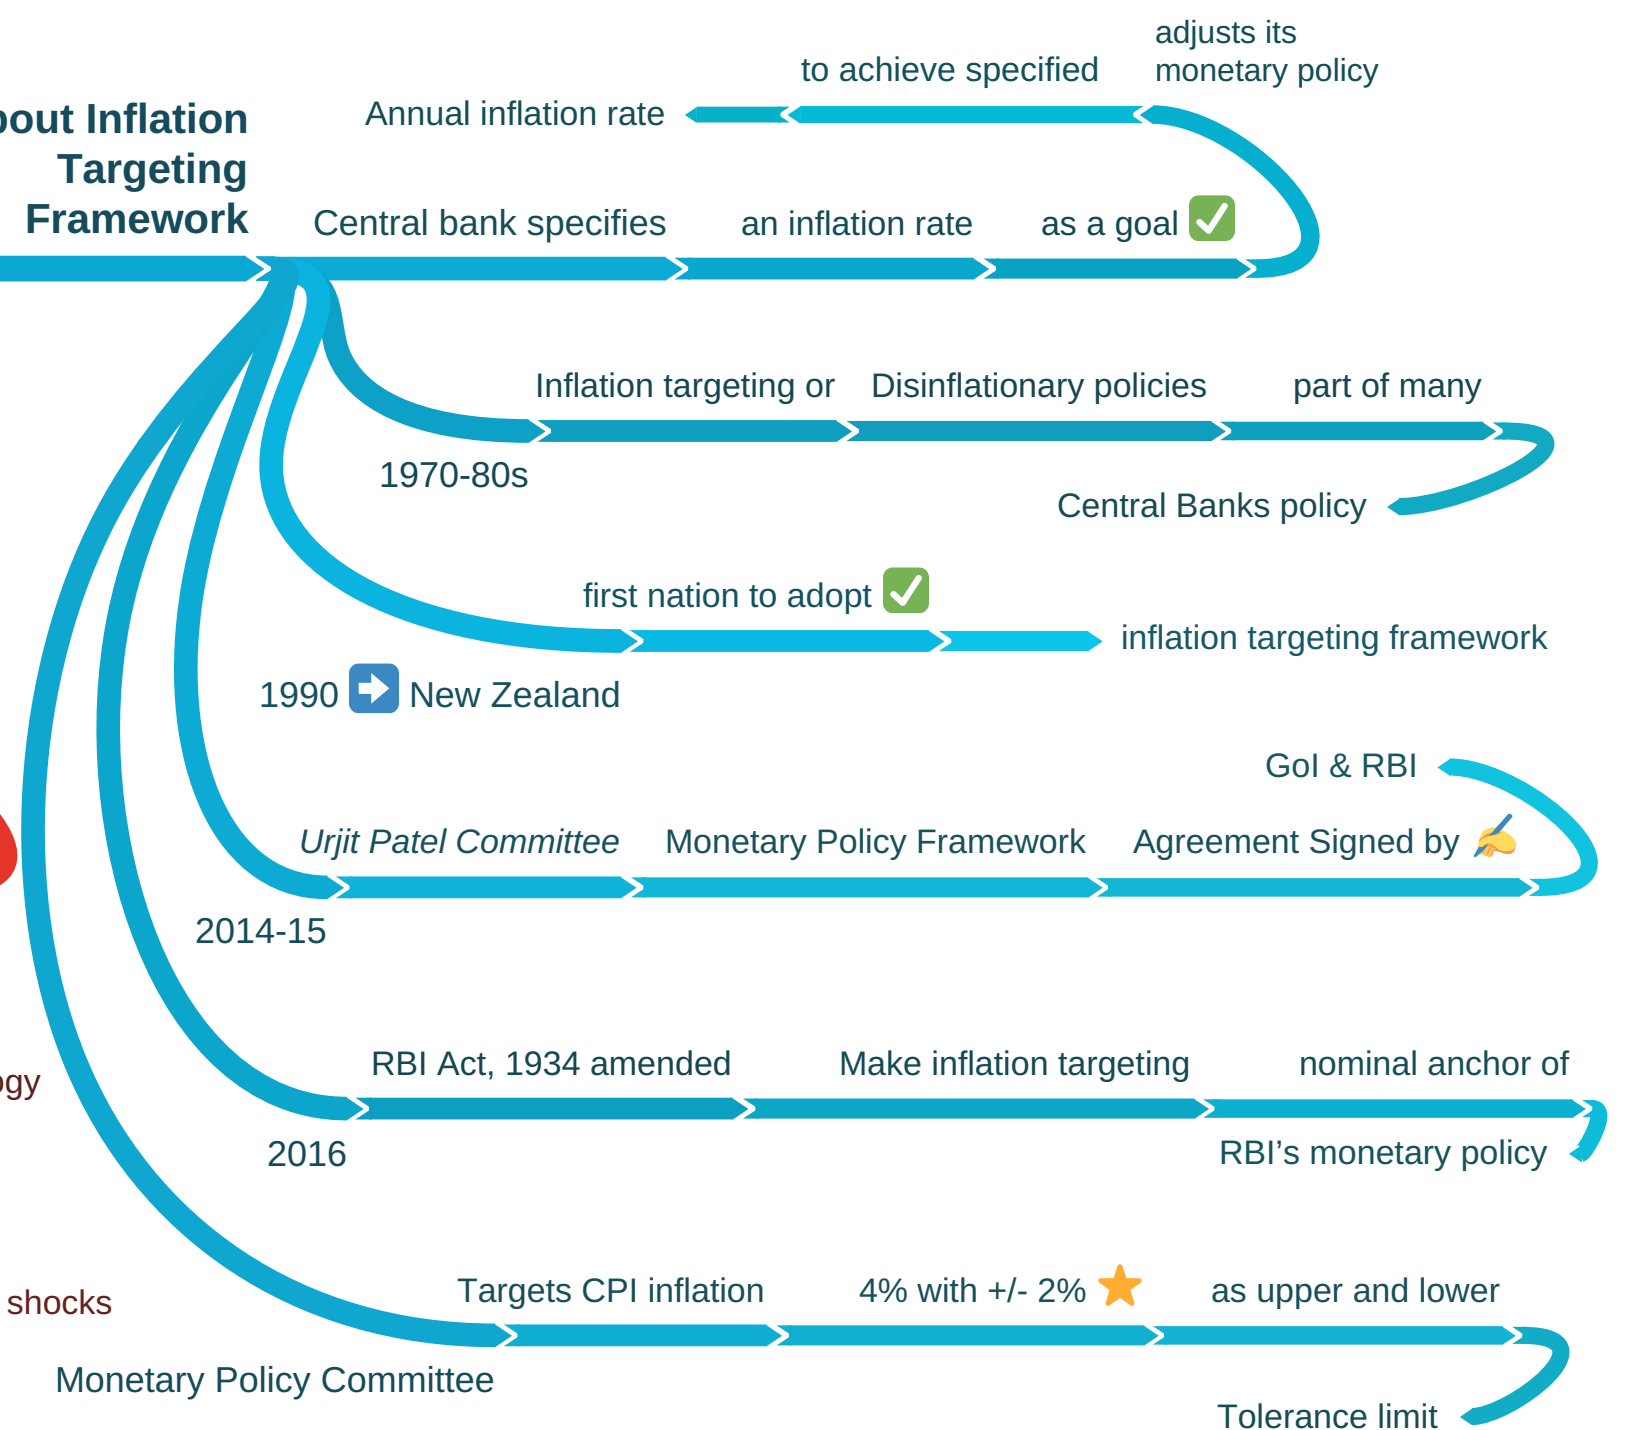 bout Inflation
Targeting
Framework
Central bank specifies
an inflation rate
as a goal ✅
adjusts its
monetary policy
to achieve specified
Annual inflation rate
1970-80s
Inflation targeting or
Disinflationary policies
part of many
Central Banks policy
1990 ➡️ New Zealand
first nation to adopt ✅
inflation targeting framework
2014-15
Urjit Patel Committee
Monetary Policy Framework
Agreement Signed by ✍️
GoI & RBI
2016
RBI Act, 1934 amended
Make inflation targeting
nominal anchor of
RBI’s monetary policy
Monetary Policy Committee
Targets CPI inflation
4% with +/- 2% ⭐
as upper and lower
Tolerance limit
ogy
shocks